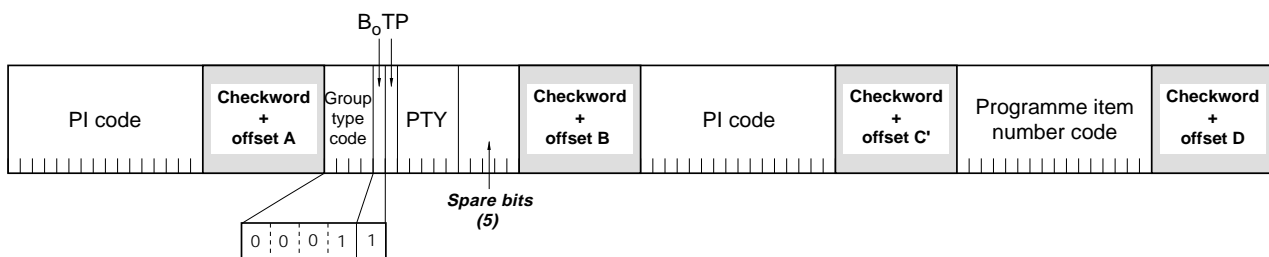 BoTP
PI code
Checkword
+
offset A
Group
type
code
PTY
Checkword
+
offset B
PI code
Checkword
+
offset C'
Programme item
number code
Checkword
+
offset D
Spare bits
(5)
0 0 0 1 1